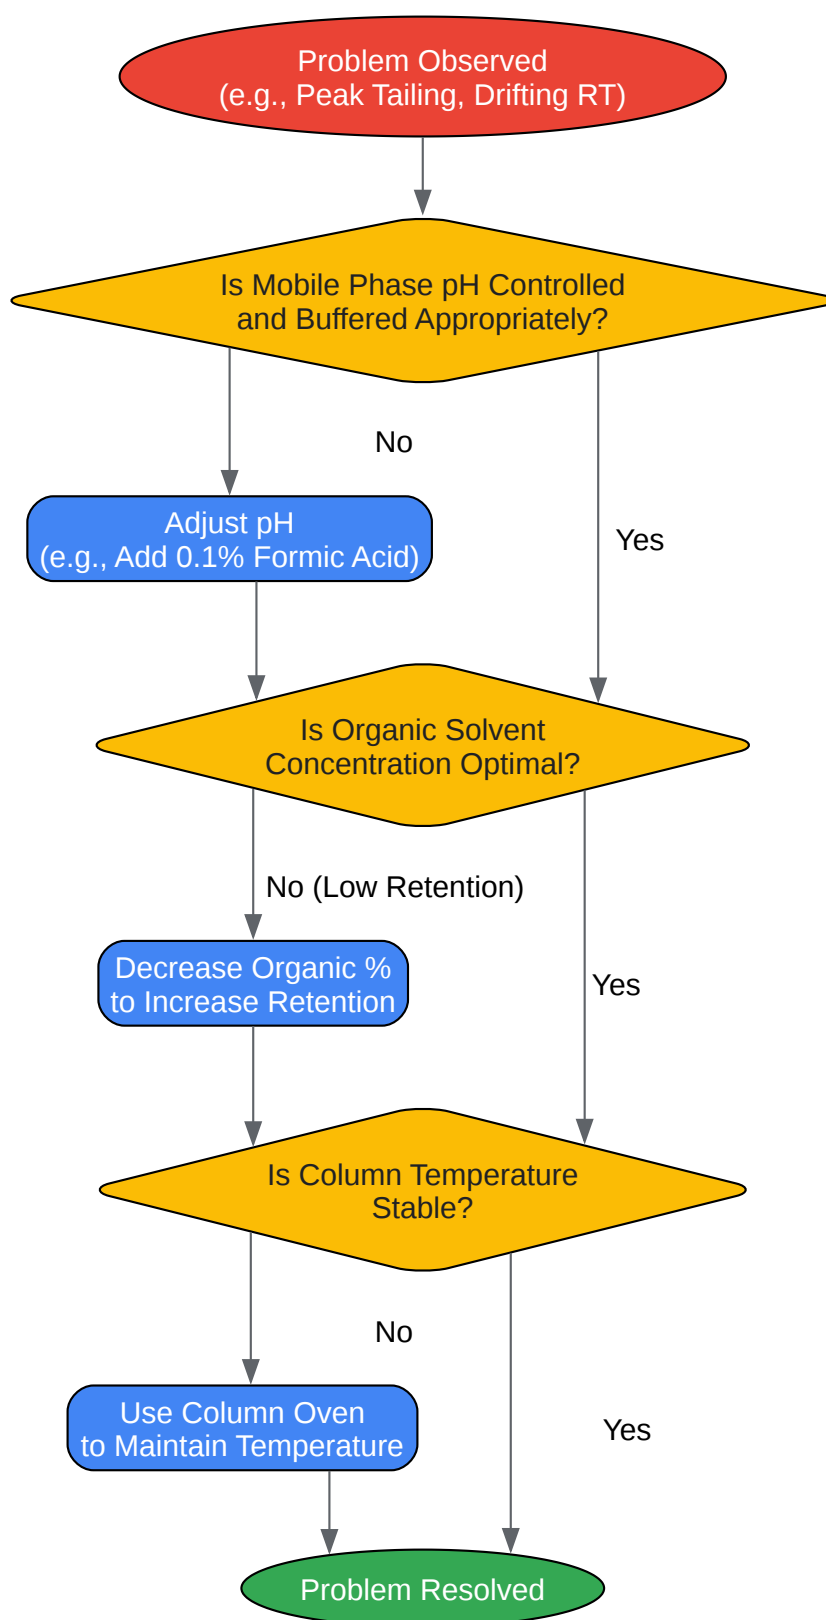 Problem Observed
(e.g., Peak Tailing, Drifting RT)
Is Mobile Phase pH Controlled
and Buffered Appropriately?
No
Adjust pH
(e.g., Add 0.1% Formic Acid)
Yes
Is Organic Solvent
Concentration Optimal?
No (Low Retention)
Decrease Organic %
to Increase Retention
Yes
Is Column Temperature
Stable?
No
Use Column Oven
to Maintain Temperature
Yes
Problem Resolved